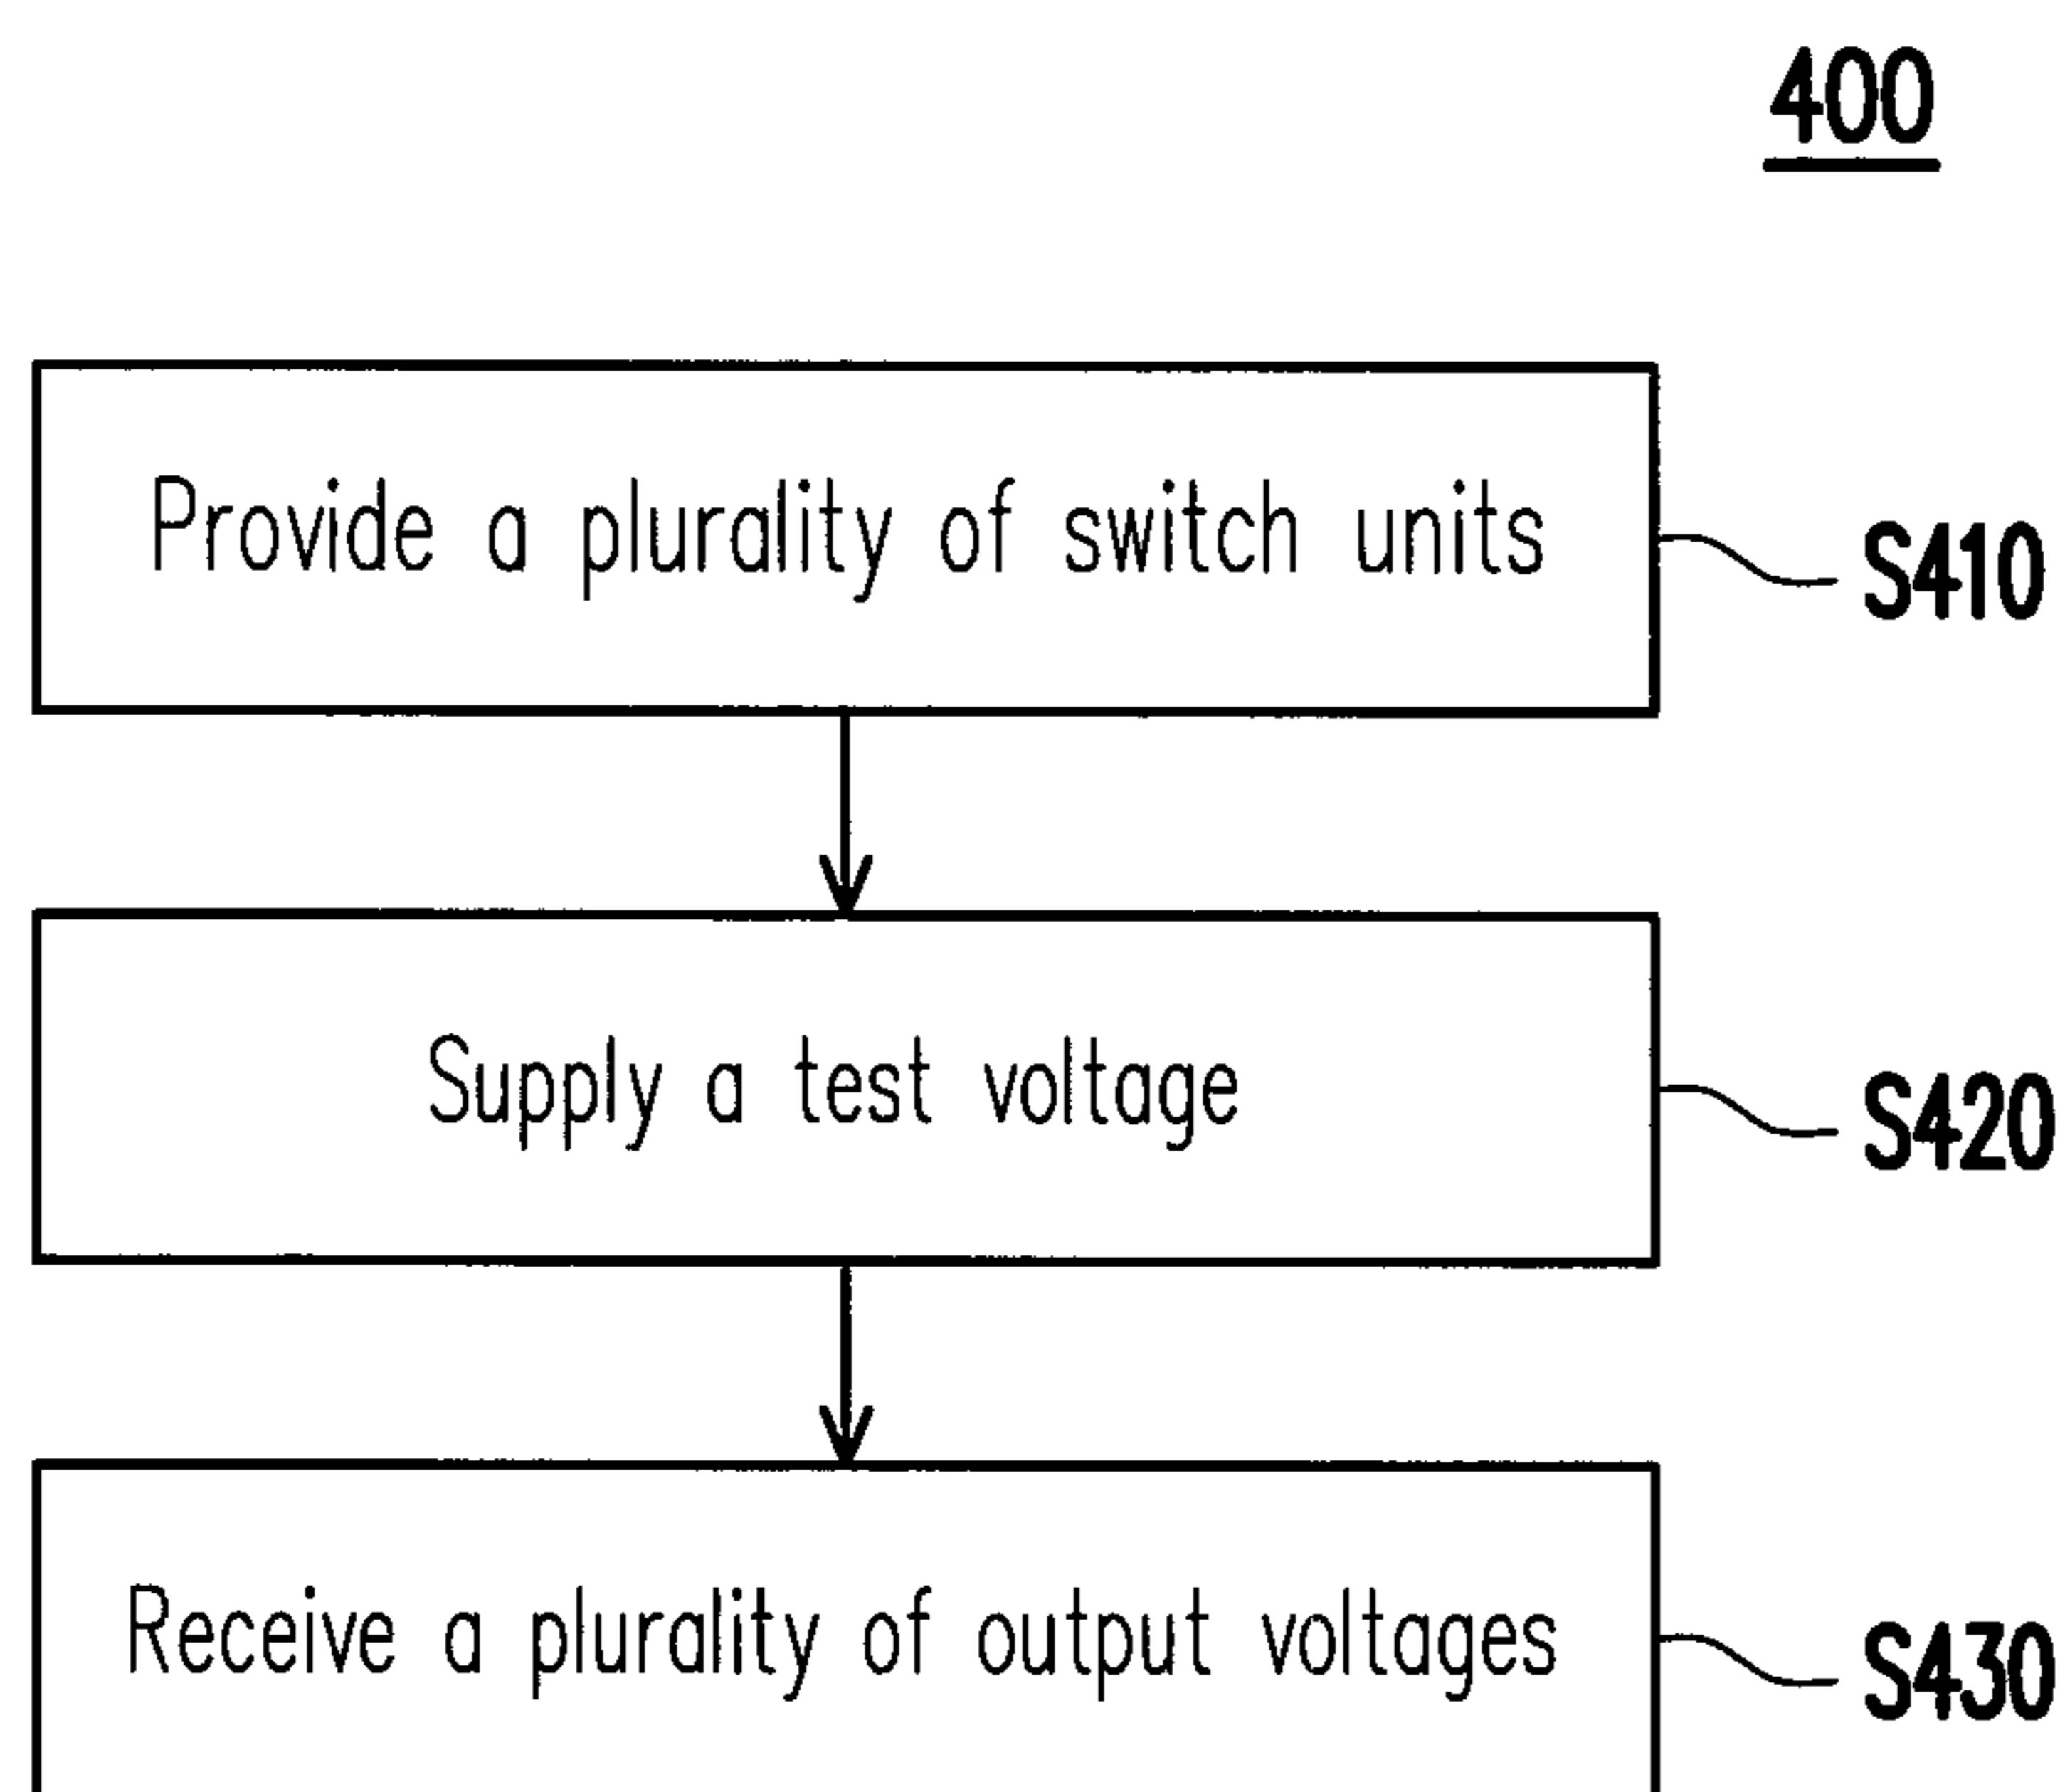 400
Provide a plurality of switch units
S410
Supply a test voltage
S420
Receive a plurality of output voltages
S430